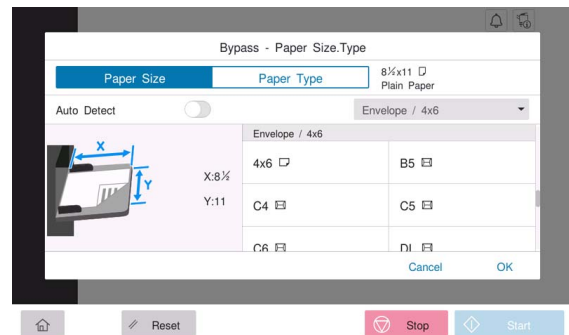 Bypass - Paper Size.Type
Paper Size
Paper Type
8½x11
Plain Paper
Auto Detect
Envelope / 4x6
Envelope / 4x6
X
Y
X:8½
Y:11
4x6
B5
C4
C5
C6
DL
Cancel
OK
Reset
Stop
Start